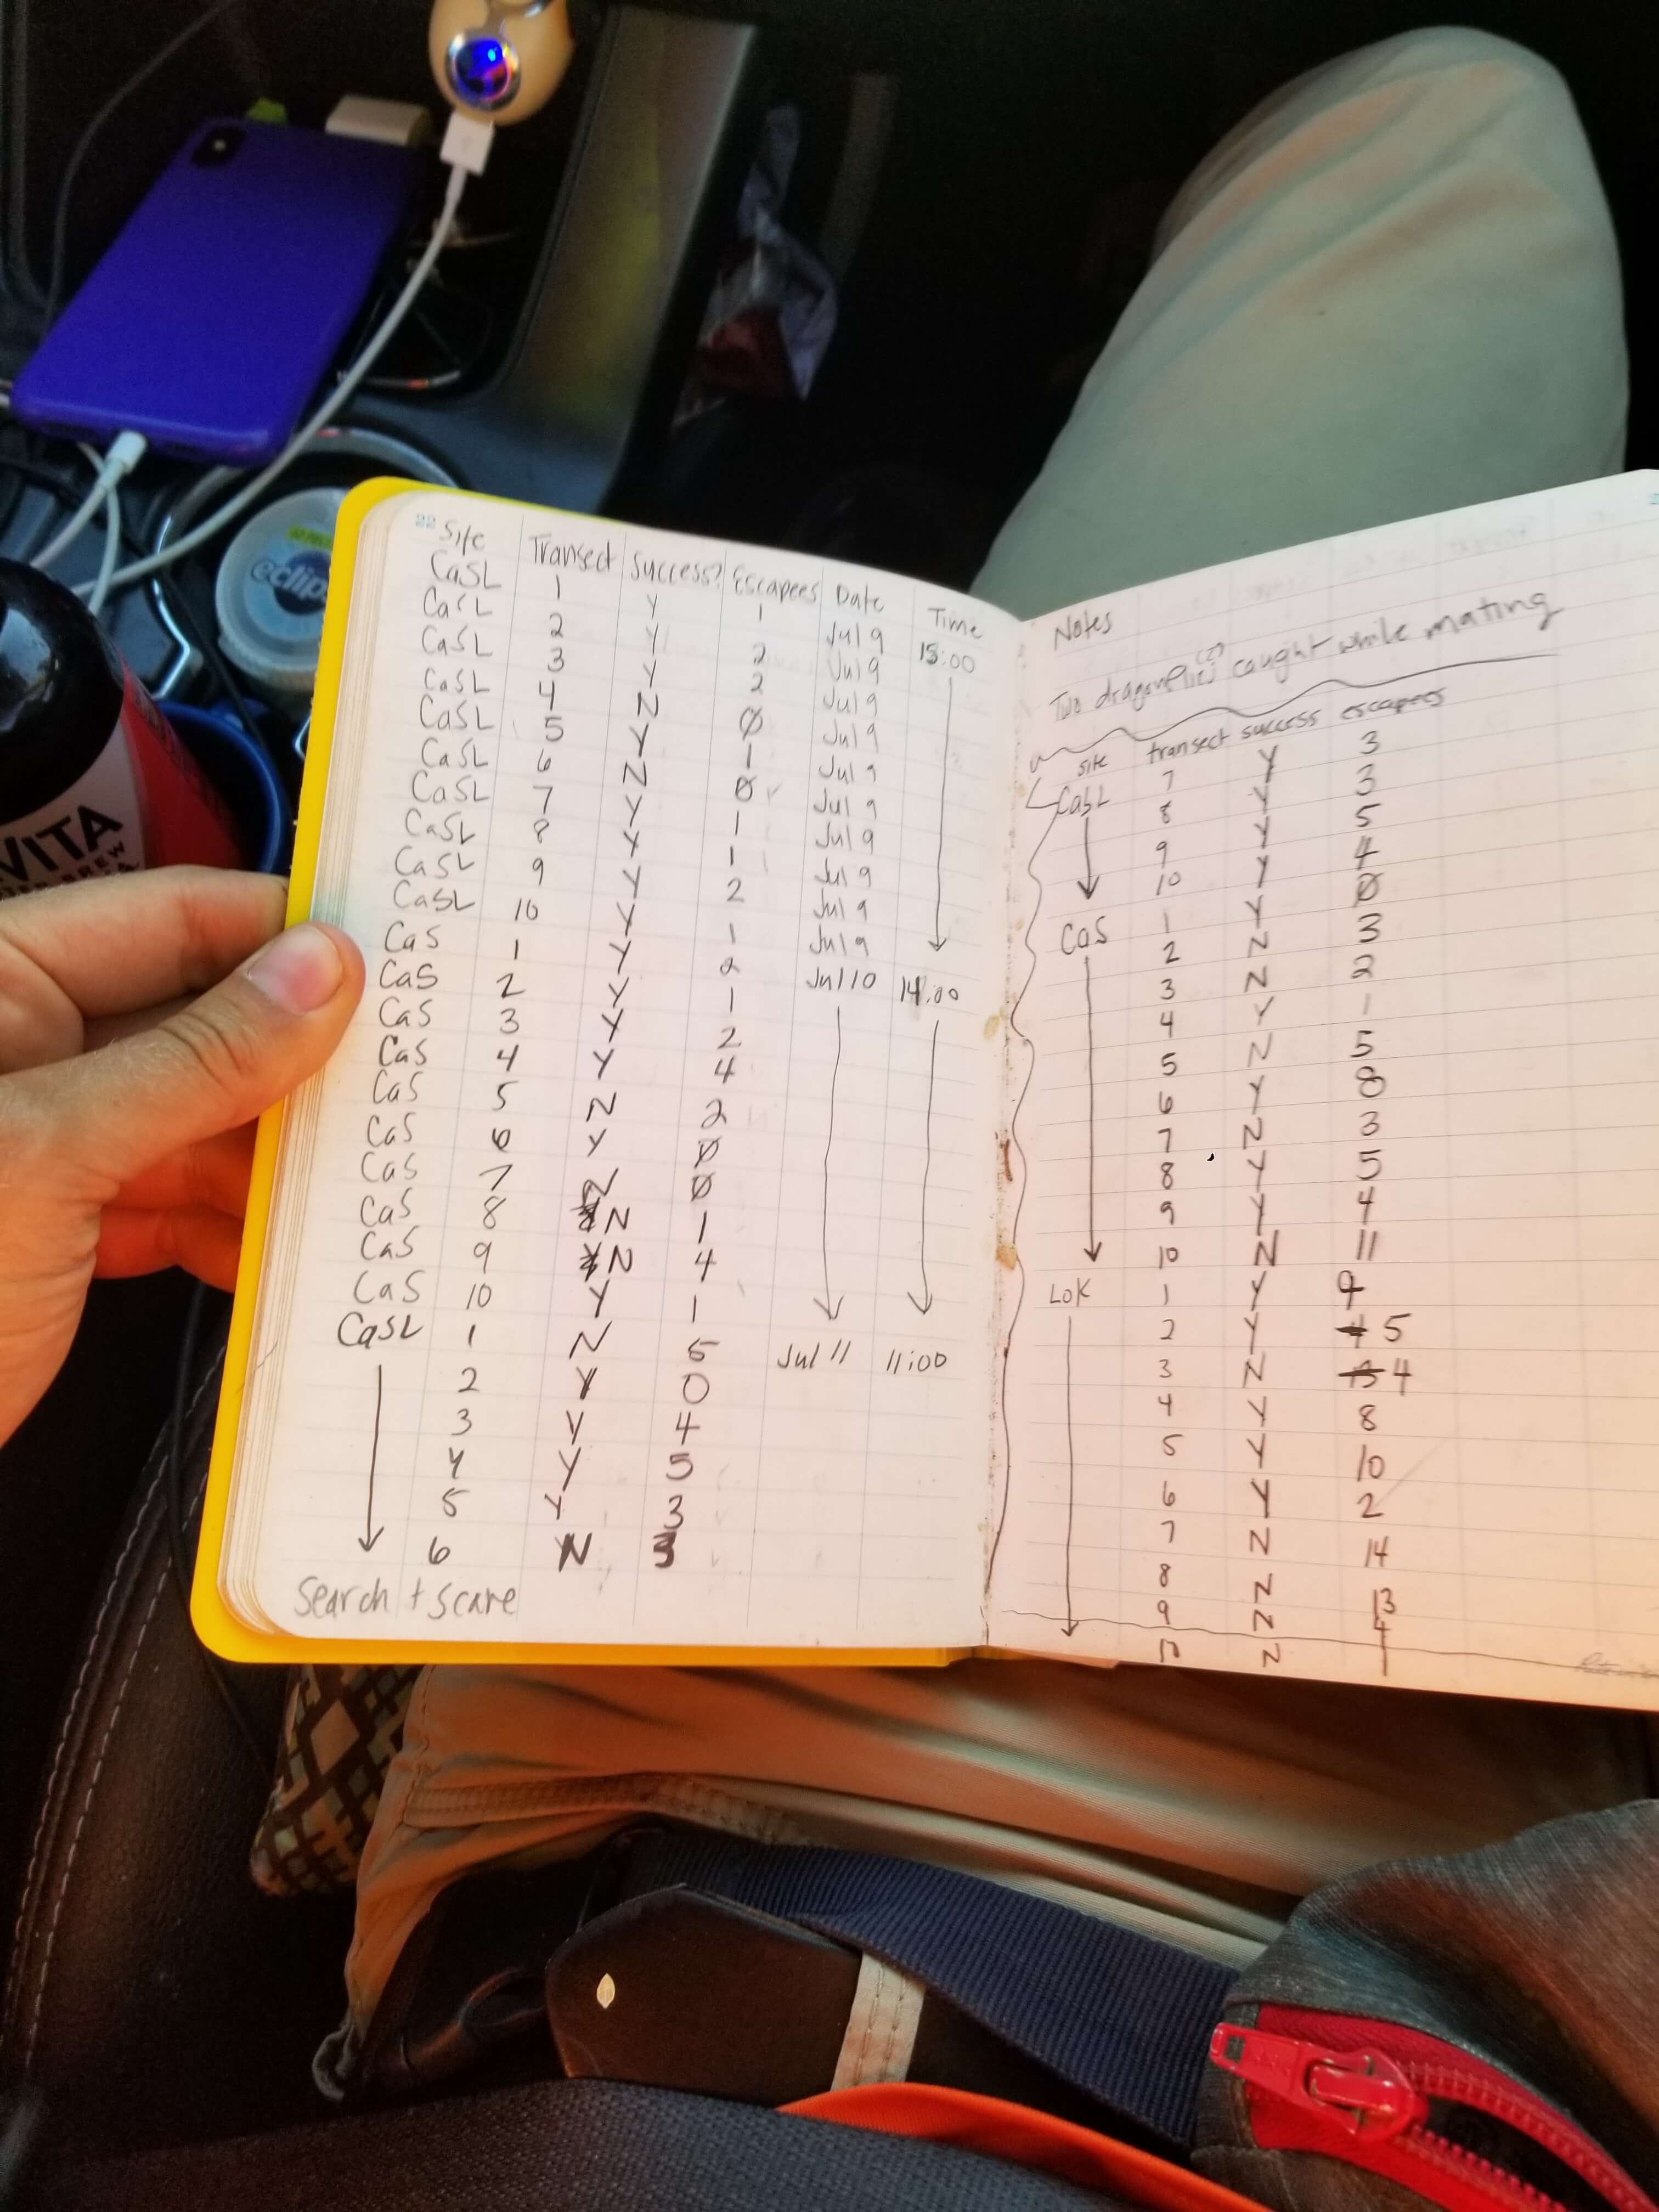 22
Site Transect Success? Escapees Date Time
CaSL 1 Y 1 Jul 9 15:00
CaSL 2 Y 2 Jul 9
CaSL 3 Y 2 Jul 9
CaSL 4 N Ø Jul 9
CaSL 5 Y 1 Jul 9
CaSL 6 N Ø Jul 9
CaSL 7 Y 1 Jul 9
CaSL 8 Y 1 Jul 9
CaSL 9 Y 2 Jul 9
CaSL 10 Y 1 Jul 9
CaS 1 Y 2 Jul 10 14:00
CaS 2 Y 1
CaS 3 Y 2
CaS 4 Y 4
CaS 5 N 2
CaS 6 Y Ø
CaS 7 N Ø
CaS 8 N 1
CaS 9 N 4
CaS 10 Y 1
CaSL 1 N 5 Jul 11 11:00
2 Y 0
3 Y 4
4 Y 5
5 Y 3
6 N 3
Search + scare
Notes
Two dragonflies (2) caught while mating
site transect success escapees
CaSL 7 Y 3
8 Y 3
9 Y 5
10 Y 4
CaS 1 Y Ø
2 N 3
3 N 2
4 Y 1
5 N 5
6 Y 8
7 N 3
8 Y 5
9 Y 4
10 N 11
LoK 1 Y 9
2 Y 5
3 N 4
4 Y 8
5 Y 10
6 Y 2
7 N 14
8 N 13
9 N 4
10 N 1
eclips
VITA
BREW